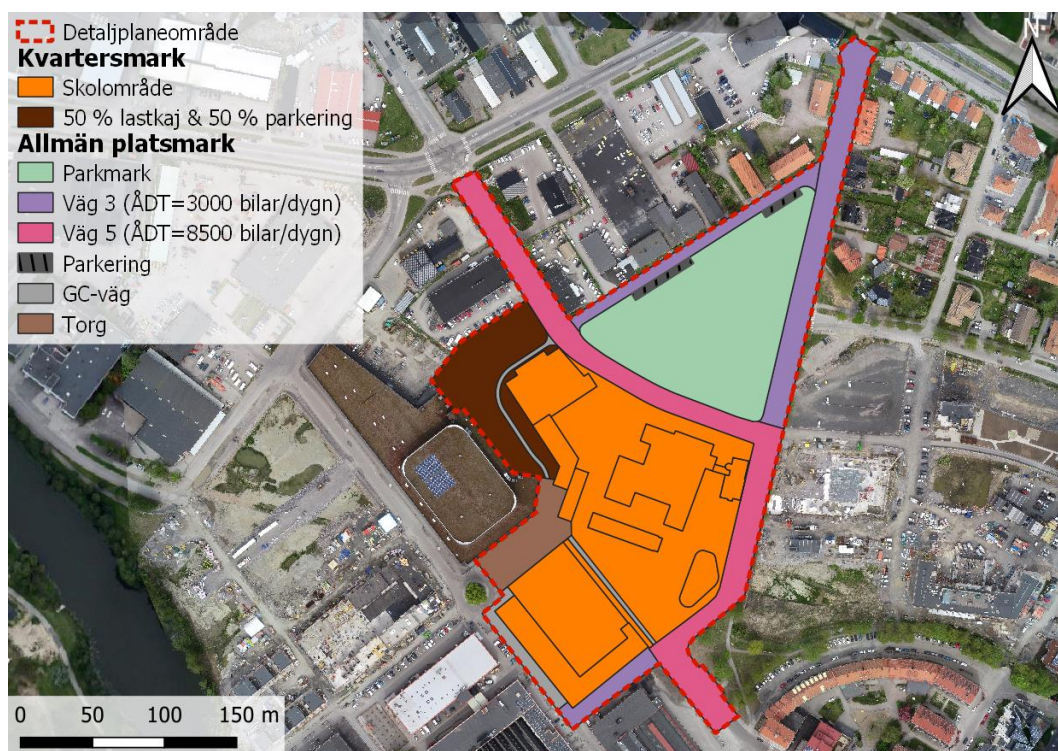 Detaljplaneområde
Kvartersmark
Skolområde
50 % lastkaj & 50 % parkering
Allmän platsmark
Parkmark
Väg 3 (ÅDT=3000 bilar/dygn)
Väg 5 (ÅDT=8500 bilar/dygn)
Parkering
GC-väg
Torg
N
0 50 100 150 m